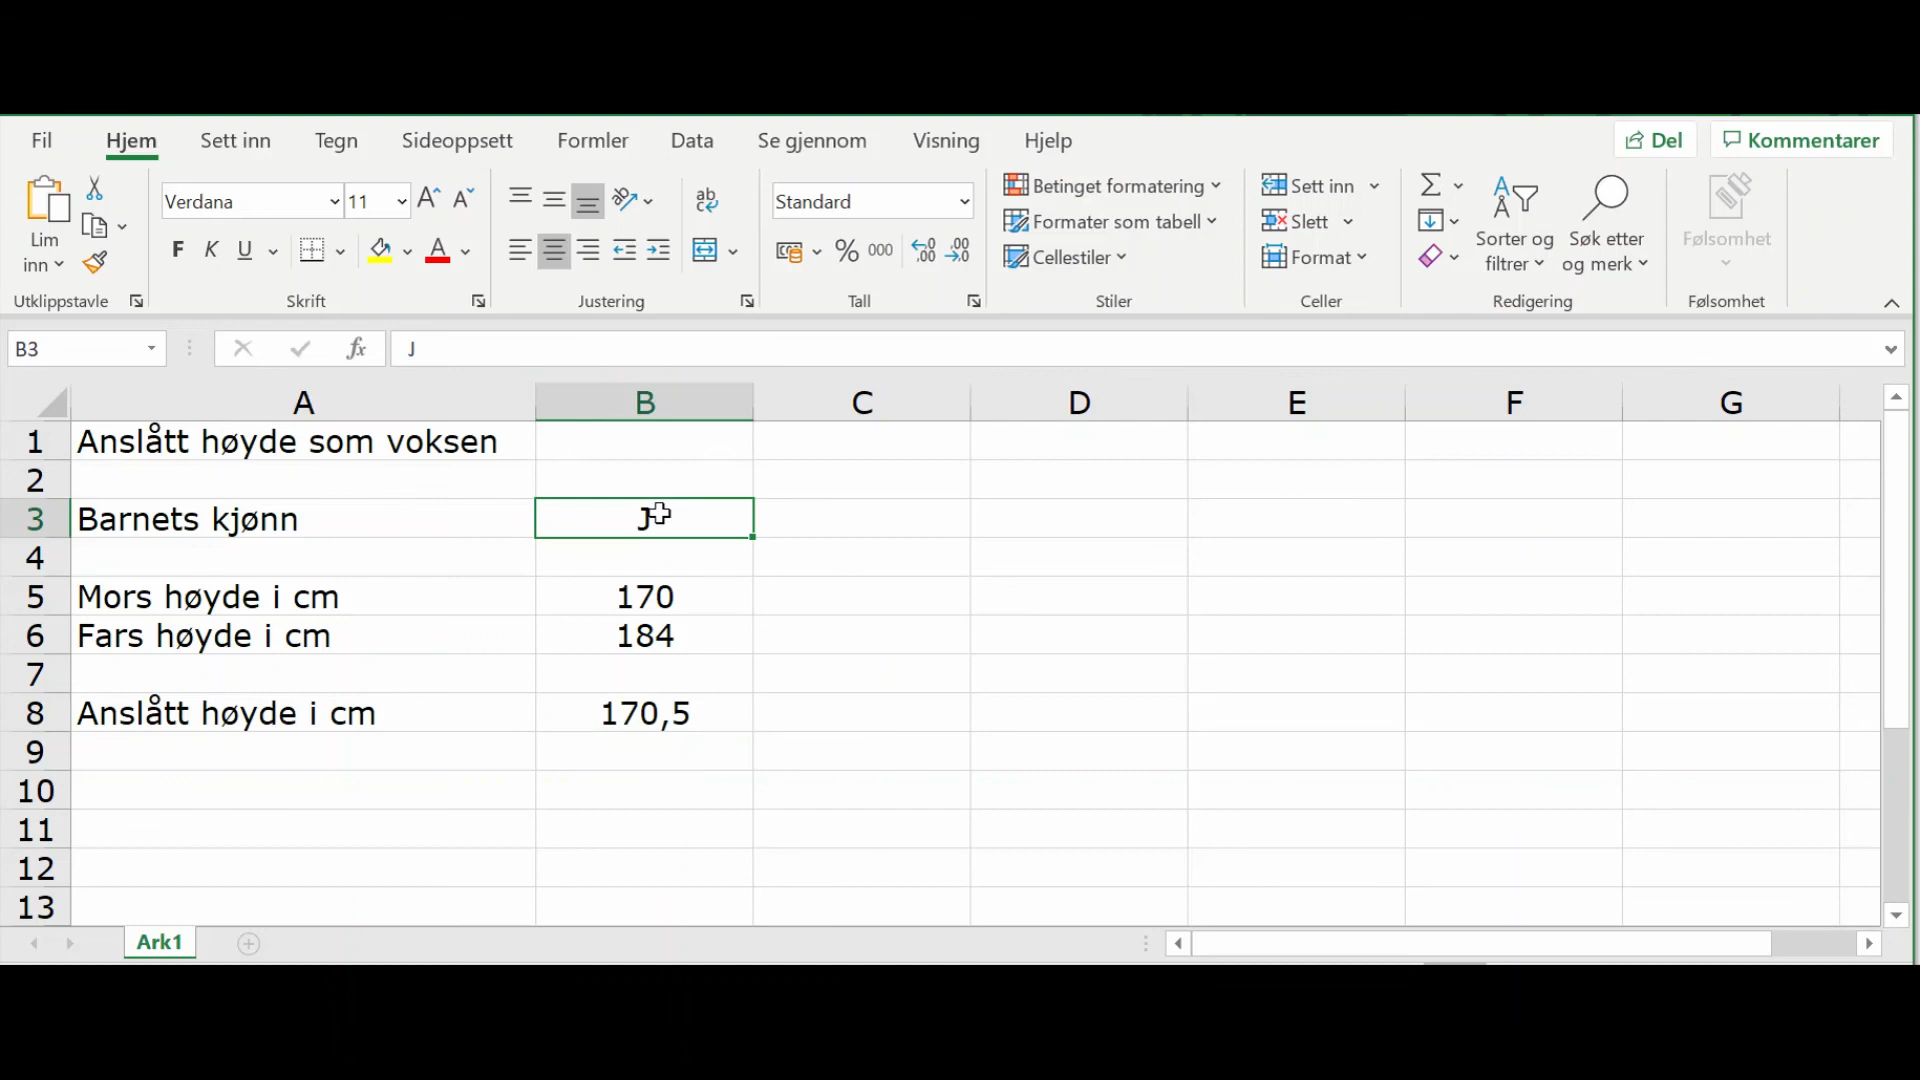 Fil Hjem Sett inn Tegn Sideoppsett Formler Data Se gjennom Visning Hjelp Del Kommentarer
Lim inn
Utklippstavle
Verdana 11
F K U A
Skrift
ab
Justering
Standard
% 000
Tall
Betinget formatering
Formater som tabell
Cellestiler
Stiler
Sett inn
Slett
Format
Celler
Sorter og filtrer
Søk etter og merk
Redigering
Følsomhet
Følsomhet
B3 fx J
A B C D E F G
1 Anslått høyde som voksen
2
3 Barnets kjønn J
4
5 Mors høyde i cm 170
6 Fars høyde i cm 184
7
8 Anslått høyde i cm 170,5
9
10
11
12
13
Ark1